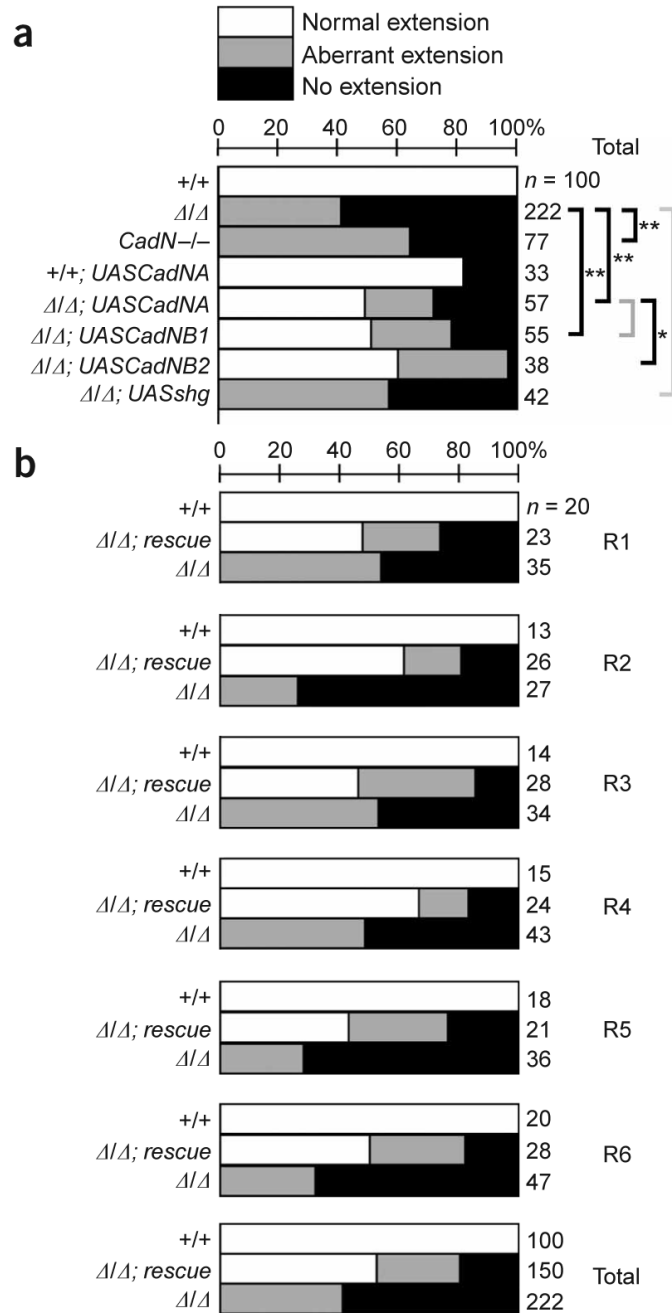 a
Normal extension
Aberrant extension
No extension
0 20 40 60 80 100%
Total
+/+ n = 100
Δ/Δ 222
CadN–/– 77
+/+; UASCadNA 33
Δ/Δ; UASCadNA 57
Δ/Δ; UASCadNB1 55
Δ/Δ; UASCadNB2 38
Δ/Δ; UASshg 42
**
**
**
*
b
0 20 40 60 80 100%
+/+ n = 20
Δ/Δ; rescue 23 R1
Δ/Δ 35
+/+ 13
Δ/Δ; rescue 26 R2
Δ/Δ 27
+/+ 14
Δ/Δ; rescue 28 R3
Δ/Δ 34
+/+ 15
Δ/Δ; rescue 24 R4
Δ/Δ 43
+/+ 18
Δ/Δ; rescue 21 R5
Δ/Δ 36
+/+ 20
Δ/Δ; rescue 28 R6
Δ/Δ 47
+/+ 100
Δ/Δ; rescue 150 Total
Δ/Δ 222